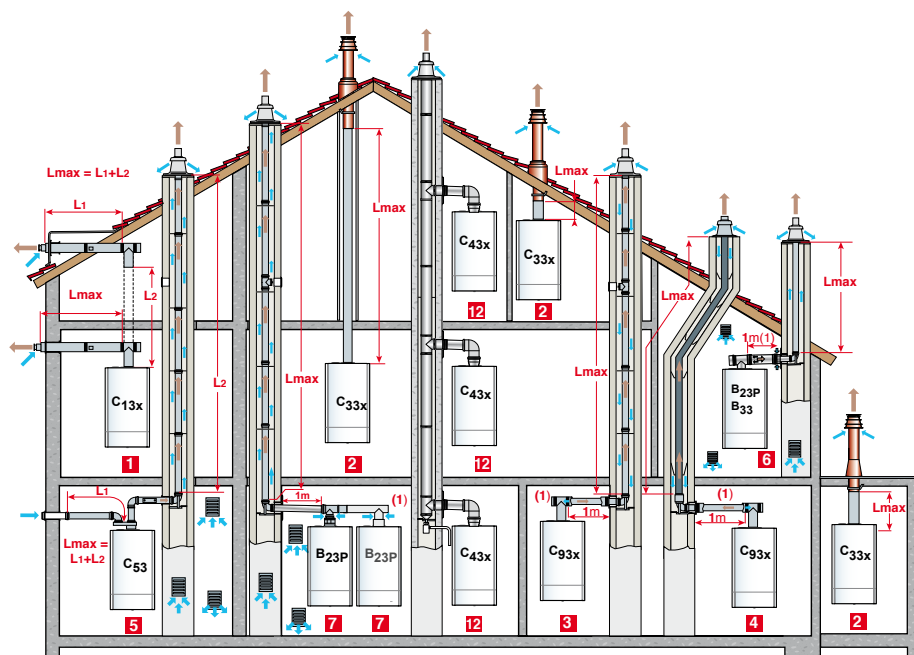 Lmax = L1+L2
L1
Lmax
L2
C13x
1
L2
Lmax
C33x
2
Lmax
C43x
12
C43x
12
C43x
12
Lmax
C33x
2
Lmax
Lmax
Lmax
1m(1)
B23P
B33
6
L1
Lmax =
L1+L2
C53
5
1m
(1)
B23P
7
B23P
7
(1)
1m
C93x
3
(1)
1m
C93x
4
Lmax
C33x
2